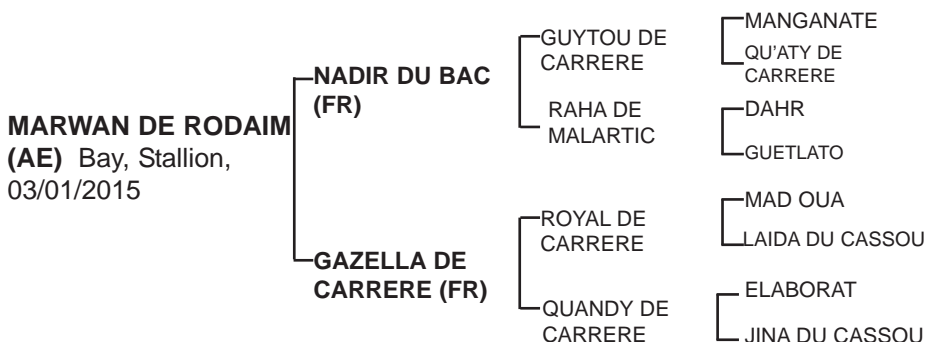 MARWAN DE RODAIM
(AE) Bay, Stallion,
03/01/2015
NADIR DU BAC
(FR)
GAZELLA DE
CARRERE (FR)
GUYTOU DE
CARRERE
RAHA DE
MALARTIC
ROYAL DE
CARRERE
QUANDY DE
CARRERE
MANGANATE
QU'ATY DE
CARRERE
DAHR
GUETLATO
MAD OUA
LAIDA DU CASSOU
ELABORAT
JINA DU CASSOU